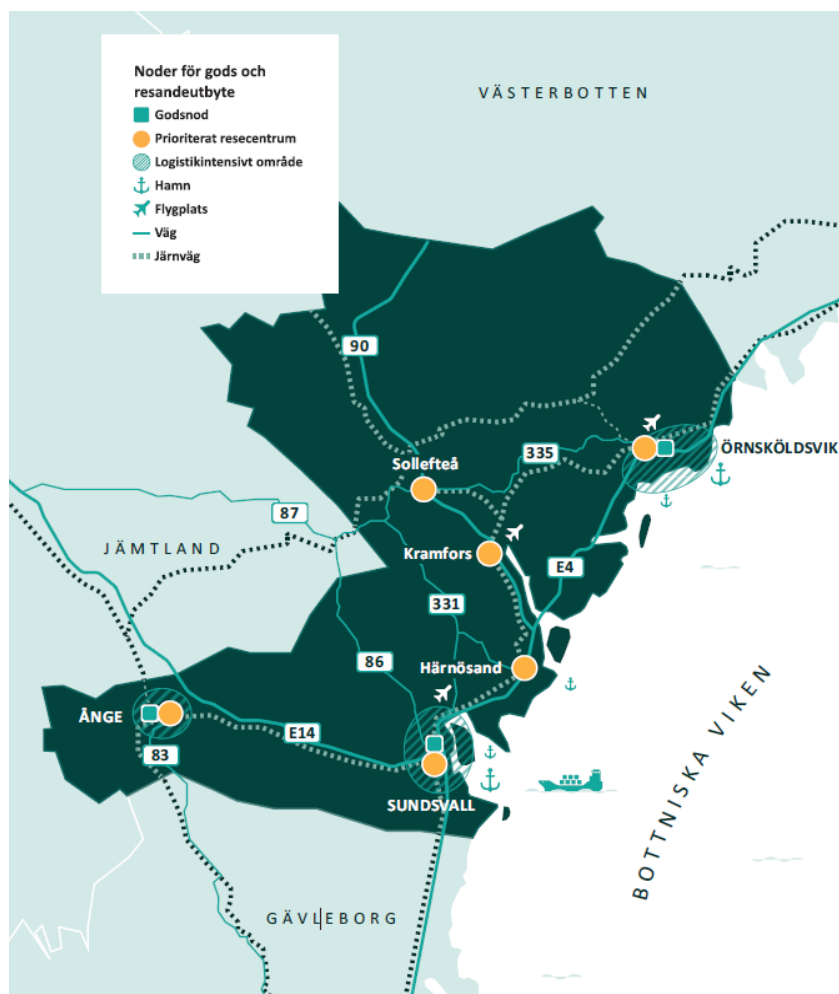 Noder för gods och
resandeutbyte
Godsnod
Prioriterat resecentrum
Logistikintensivt område
Hamn
Flygplats
Väg
Järnväg
VÄSTERBOTTEN
90
335
ÖRNSKÖLDSVIK
Sollefteå
87
JÄMTLAND
Kramfors
E4
331
86
Härnösand
ÅNGE
E14
83
SUNDSVALL
BOTTNISKA VIKEN
GÄVLEBORG